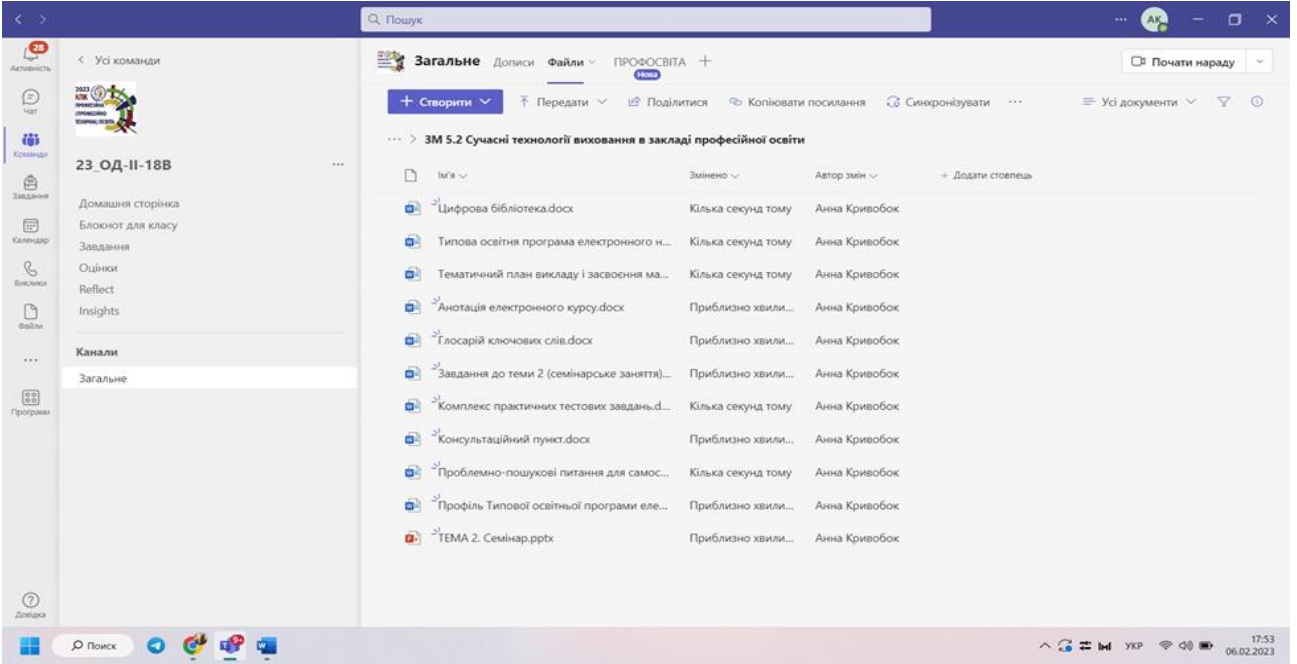 Пошук
АК
28
Активність
Чат
Команди
Завдання
Календар
Виклики
Файли
Програми
Довідка
Усі команди
2023
КПК
23_ОД-ІІ-18В
Домашня сторінка
Блокнот для класу
Завдання
Оцінки
Reflect
Insights
Канали
Загальне
Загальне Дописи Файли ПРОФОСВІТА
Нова
Почати нараду
Створити Передати Поділитися Копіювати посилання Синхронізувати ... Усі документи
... > ЗМ 5.2 Сучасні технології виховання в закладі професійної освіти
Ім'я Змінено Автор змін + Додати стовпець
Цифрова бібліотека.docx Кілька секунд тому Анна Кривобок
Типова освітня програма електронного н... Кілька секунд тому Анна Кривобок
Тематичний план викладу і засвоєння ма... Кілька секунд тому Анна Кривобок
Анотація електронного курсу.docx Приблизно хвили... Анна Кривобок
Глосарій ключових слів.docx Приблизно хвили... Анна Кривобок
Завдання до теми 2 (семінарське заняття)... Приблизно хвили... Анна Кривобок
Комплекс практичних тестових завдань.d... Кілька секунд тому Анна Кривобок
Консультаційний пункт.docx Приблизно хвили... Анна Кривобок
Проблемно-пошукові питання для самос... Кілька секунд тому Анна Кривобок
Профіль Типової освітньої програми еле... Приблизно хвили... Анна Кривобок
ТЕМА 2. Семінар.pptx Приблизно хвили... Анна Кривобок
Поиск
9+
УКР
17:53
06.02.2023